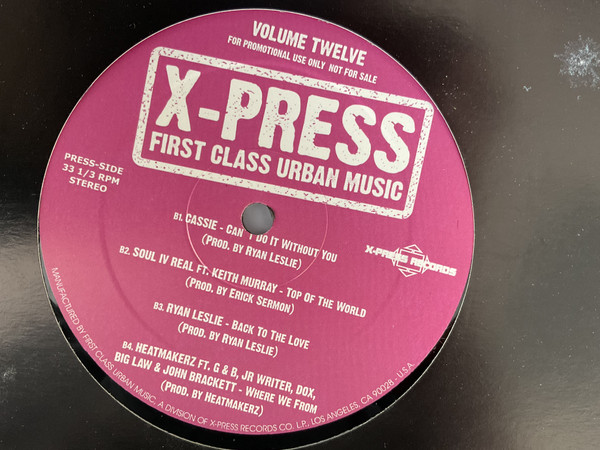 VOLUME TWELVE
FOR PROMOTIONAL USE ONLY NOT FOR SALE
X-PRESS
FIRST CLASS URBAN MUSIC
PRESS-SIDE
33 1/3 RPM
STEREO
B1. CASSIE - CAN'T DO IT WITHOUT YOU
(PROD. BY RYAN LESLIE)
X-PRESS RECORDS
B2. SOUL IV REAL FT. KEITH MURRAY - TOP OF THE WORLD
(PROD. BY ERICK SERMON)
B3. RYAN LESLIE - BACK TO THE LOVE
(PROD. BY RYAN LESLIE)
B4. HEATMAKERZ FT. G & B, JR WRITER, DOX,
BIG LAW & JOHN BRACKETT - WHERE WE FROM
(PROD. BY HEATMAKERZ)
MANUFACTURED BY FIRST CLASS URBAN MUSIC. A DIVISION OF X-PRESS RECORDS CO. L.P., LOS ANGELES, CA 90028 - U.S.A.